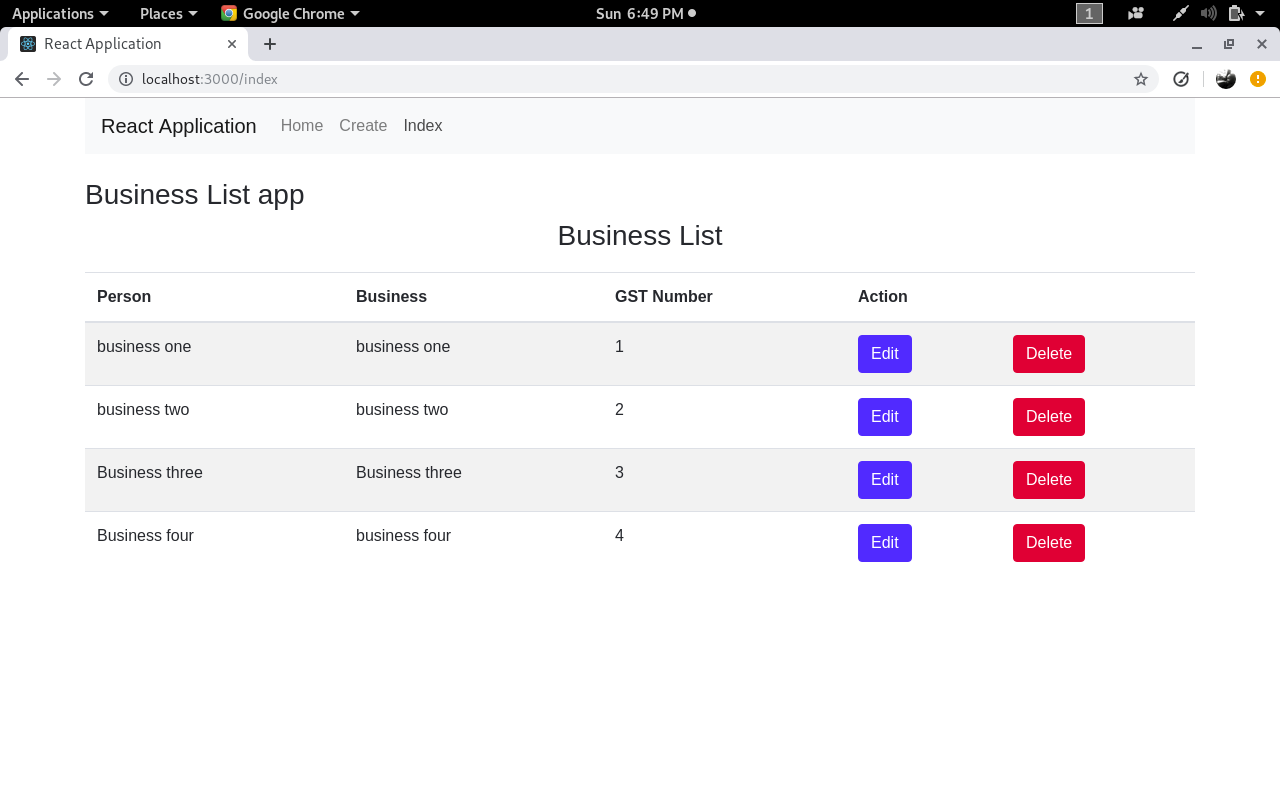 Applications Places Google Chrome Sun 6:49 PM 1
React Application
localhost:3000/index
React Application Home Create Index
Business List app
Business List
Person Business GST Number Action
business one business one 1 Edit Delete
business two business two 2 Edit Delete
Business three Business three 3 Edit Delete
Business four business four 4 Edit Delete